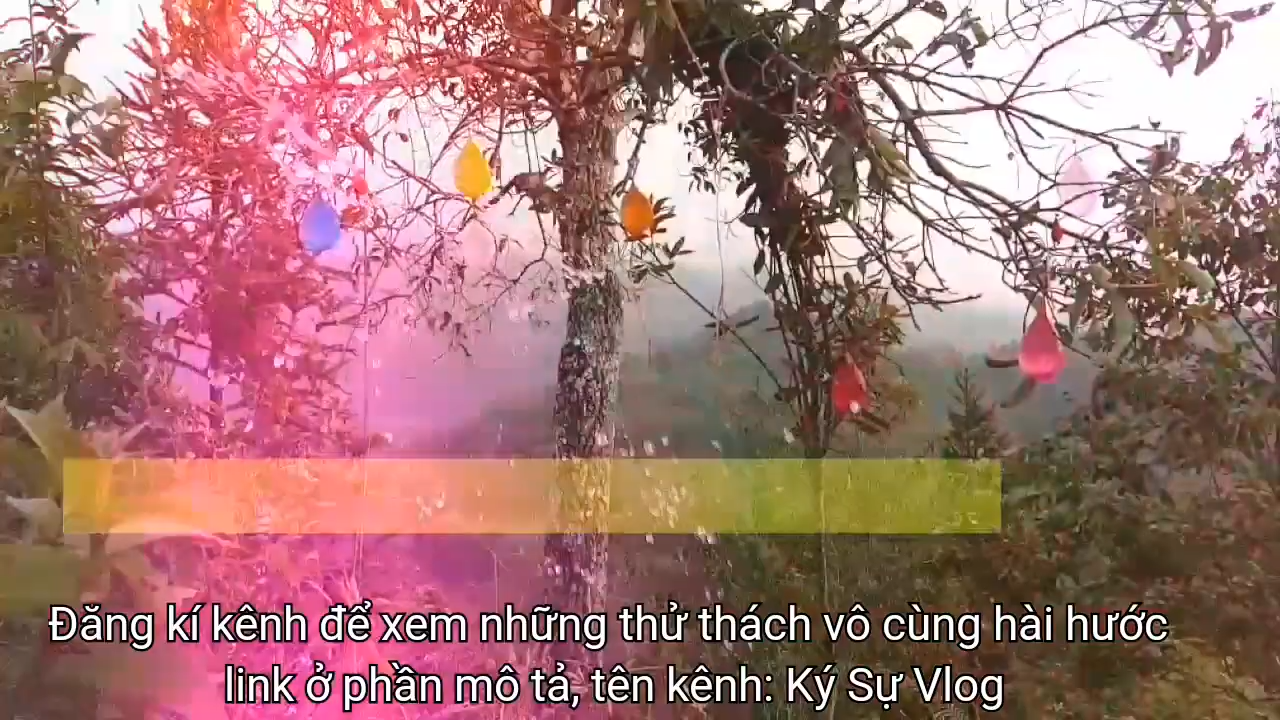 Đăng kí kênh để xem những thử thách vô cùng hài hước
link ở phần mô tả, tên kênh: Ký Sự Vlog